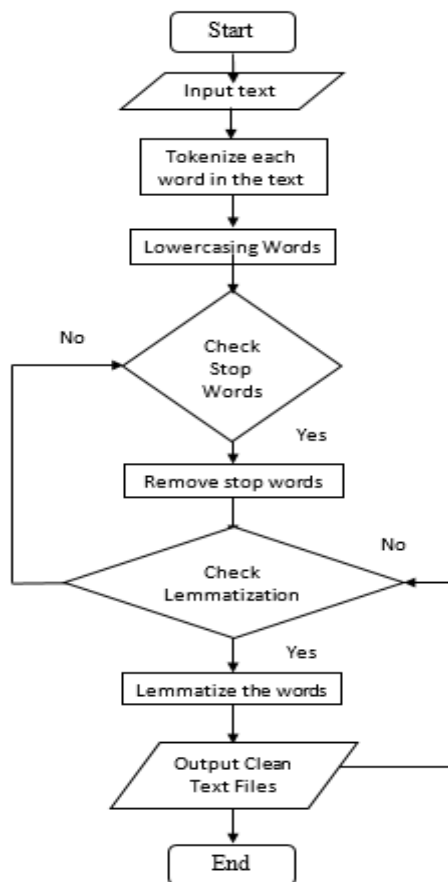 Start
Input text
Tokenize each
word in the text
Lowercasing Words
No
Check
Stop
Words
Yes
Remove stop words
No
Check
Lemmatization
Yes
Lemmatize the words
Output Clean
Text Files
End